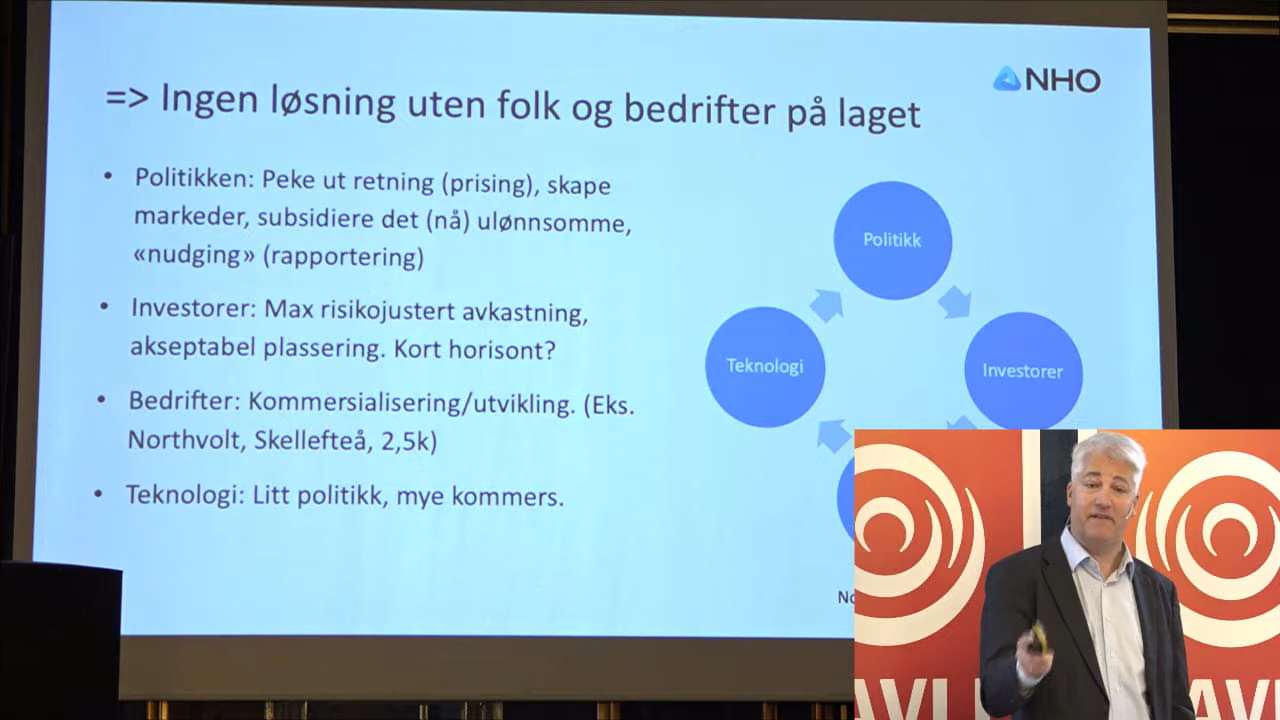 NHO
=> Ingen løsning uten folk og bedrifter på laget
• Politikken: Peke ut retning (prising), skape
markeder, subsidiere det (nå) ulønnsomme,
«nudging» (rapportering)
• Investorer: Max risikojustert avkastning,
akseptabel plassering. Kort horisont?
• Bedrifter: Kommersialisering/utvikling. (Eks.
Northvolt, Skellefteå, 2,5k)
• Teknologi: Litt politikk, mye kommers.
Politikk
Teknologi
Investorer